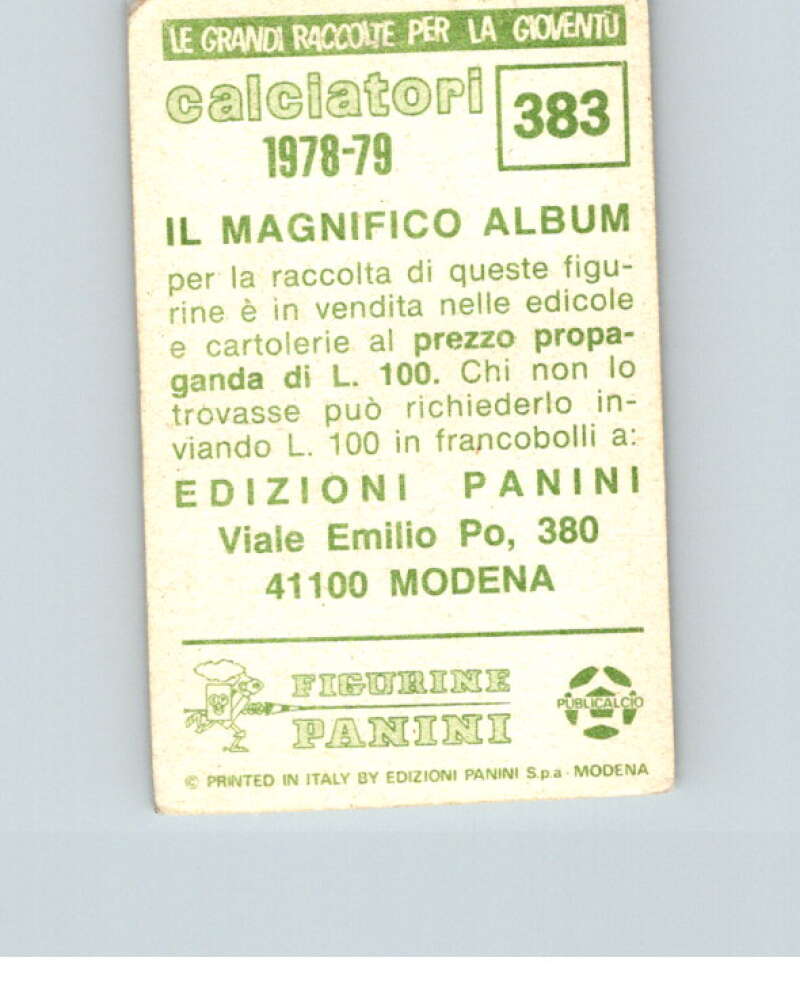 LE GRANDI RACCOLTE PER LA GIOVENTÙ
calciatori
383
1978-79
IL MAGNIFICO ALBUM
per la raccolta di queste figu-
rine è in vendita nelle edicole
e cartolerie al prezzo propa-
ganda di L. 100. Chi non lo
trovasse può richiederlo in-
viando L. 100 in francobolli a:
EDIZIONI PANINI
Viale Emilio Po, 380
41100 MODENA
FIGURINE
PANINI
PUBLICALCIO
© PRINTED IN ITALY BY EDIZIONI PANINI S.p.a - MODENA